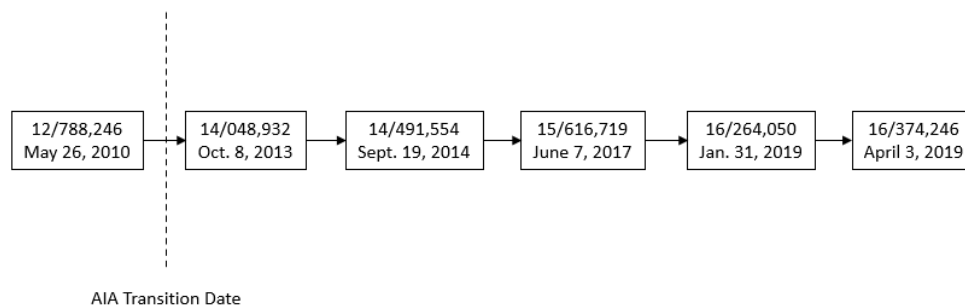 12/788,246
May 26, 2010
14/048,932
Oct. 8, 2013
14/491,554
Sept. 19, 2014
15/616,719
June 7, 2017
16/264,050
Jan. 31, 2019
16/374,246
April 3, 2019
AIA Transition Date